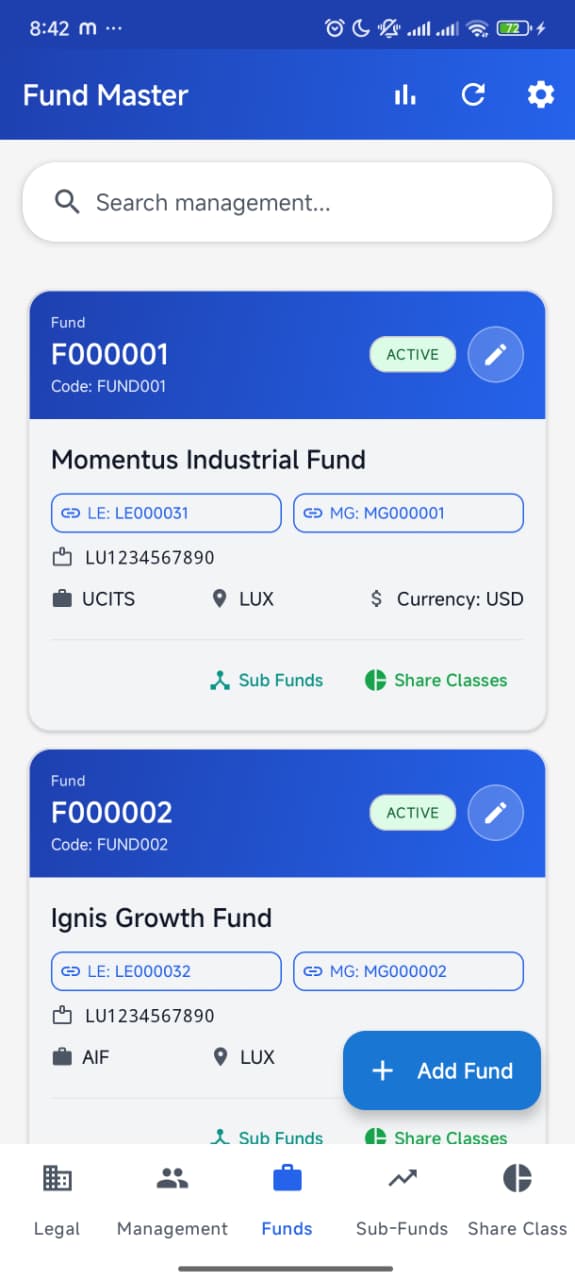 8:42 m ...
72
Fund Master
Search management...
Fund
F000001
Code: FUND001
ACTIVE
Momentus Industrial Fund
LE: LE000031
MG: MG000001
LU1234567890
UCITS
LUX
$ Currency: USD
Sub Funds
Share Classes
Fund
F000002
Code: FUND002
ACTIVE
Ignis Growth Fund
LE: LE000032
MG: MG000002
LU1234567890
AIF
LUX
+ Add Fund
Sub Funds
Share Classes
Legal
Management
Funds
Sub-Funds
Share Class